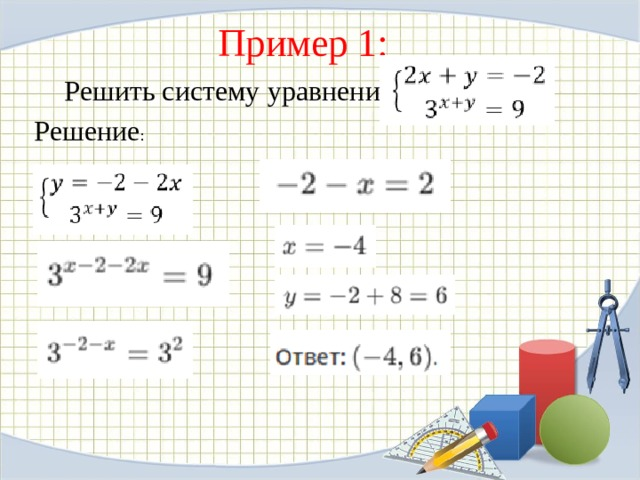 Пример 1:
Решить систему уравнени
{2x + y = −2
3^{x+y} = 9
Решение:
{y = −2 − 2x
3^{x+y} = 9
3^{x−2−2x} = 9
3^{−2−x} = 3^2
−2 − x = 2
x = −4
y = −2 + 8 = 6
Ответ: (−4, 6).